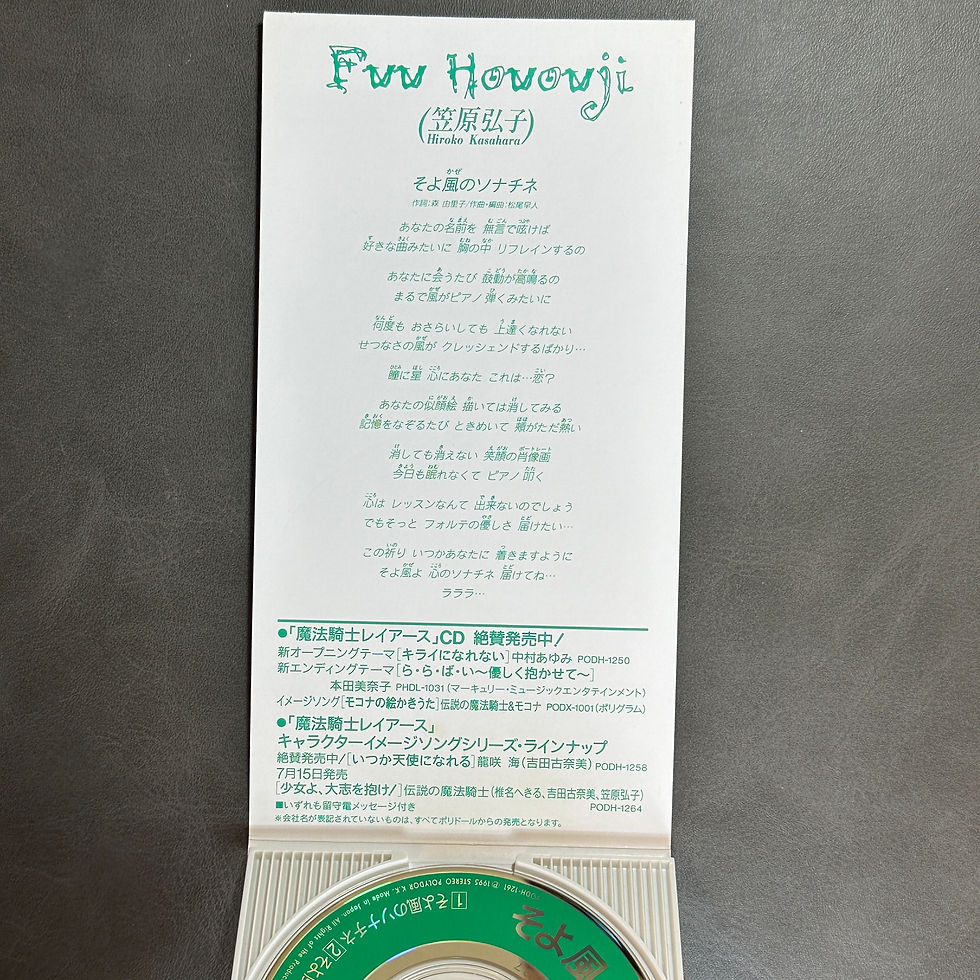 Fuu Hououji
(笠原弘子)
Hiroko Kasahara
そよ風のソナチネ
作詞:森 由里子/作曲・編曲:松尾早人
あなたの名前を 無言で呟けば
好きな曲みたいに 胸の中 リフレインするの
あなたに会うたび 鼓動が高鳴るの
まるで風がピアノ 弾くみたいに
何度も おさらいしても 上達くなれない
せつなさの風が クレッシェンドするばかり…
瞳に星 心にあなた これは…恋?
あなたの似顔絵 描いては消してみる
記憶をなぞるたび ときめいて 頬がただ熱い
消しても消えない 笑顔の肖像画
今日も眠れなくて ピアノ 叩く
心は レッスンなんて 出来ないのでしょう
でもそっと フォルテの優しさ 届けたい…
この祈り いつかあなたに 着きますように
そよ風よ 心のソナチネ 届けてね…
ラララ…
●「魔法騎士レイアース」CD 絶賛発売中!
新オープニングテーマ[キライになれない]中村あゆみ PODH-1250
新エンディングテーマ[ら・ら・ば・い〜優しく抱かせて〜]
本田美奈子 PHDL-1031(マーキュリー・ミュージックエンタテインメント)
イメージソング[モコナの絵かきうた]伝説の魔法騎士&モコナ PODX-1001(ポリグラム)
●「魔法騎士レイアース」
キャラクターイメージソングシリーズ・ラインナップ
絶賛発売中![いつか天使になれる]龍咲 海(吉田古奈美)PODH-1258
7月15日発売
[少女よ、大志を抱け!]伝説の魔法騎士(椎名へきる、吉田古奈美、笠原弘子)
PODH-1264
■いずれも留守電メッセージ付き
※会社名が表記されていないものは、すべてポリドールからの発売となります。
PODH-1261 Ⓟ 1995 STEREO POLYDOR K.K. Made in Japan. All Rights of the Produc
1 そよ風のソナチネ 2 そよ
そよ風